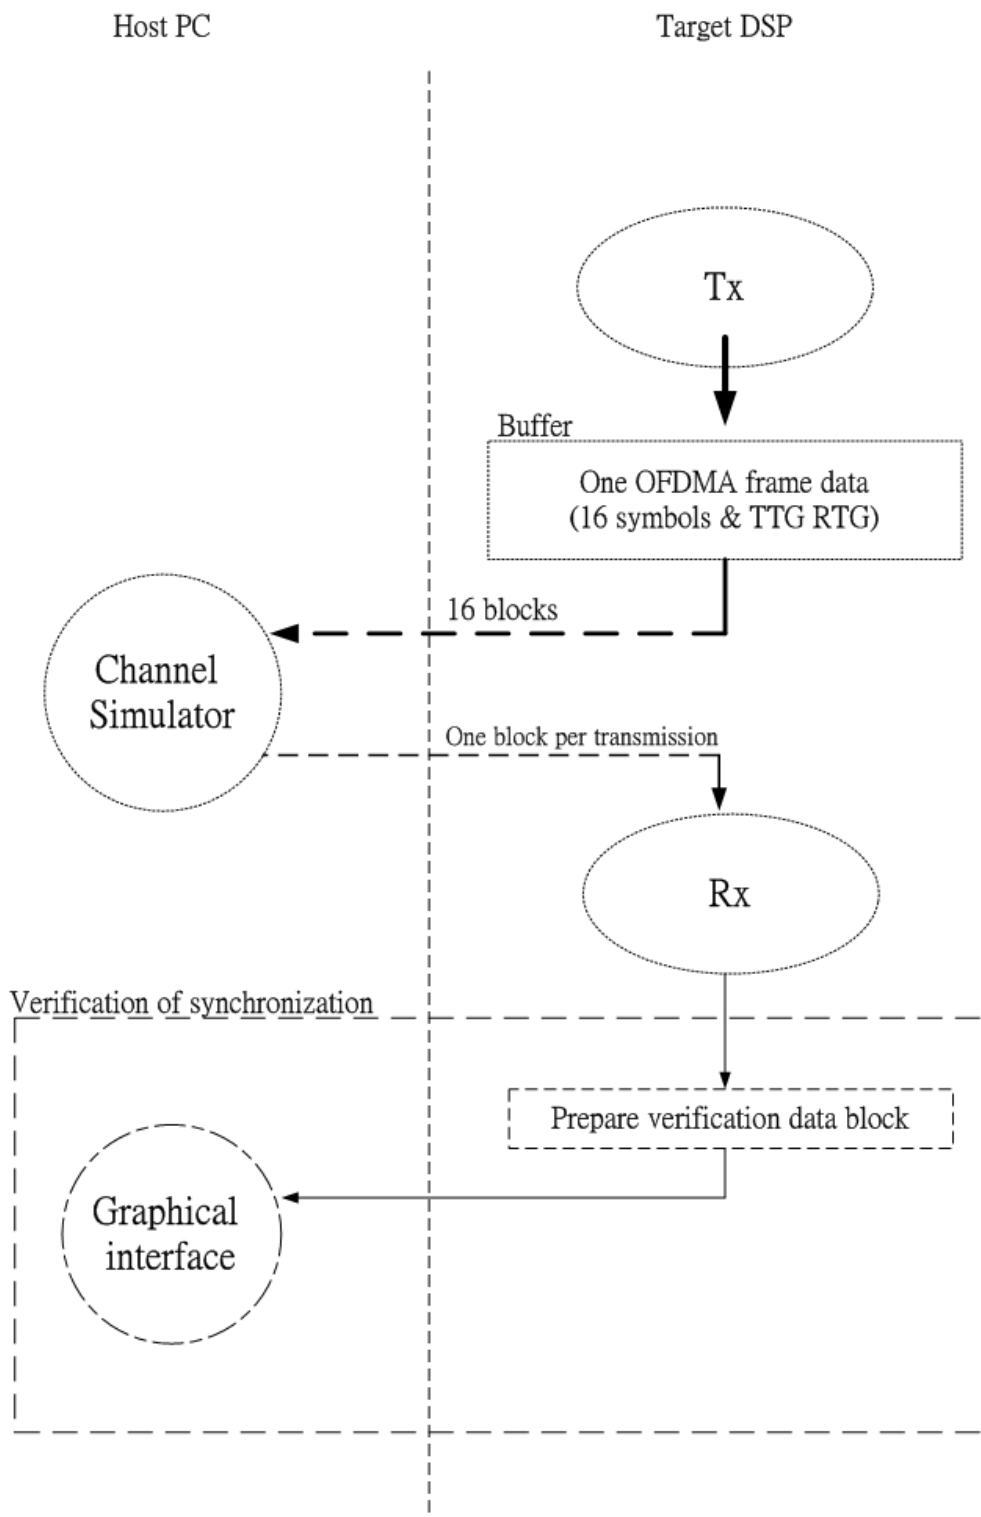 Host PC
Target DSP
Tx
Buffer
One OFDMA frame data
(16 symbols & TTG RTG)
16 blocks
Channel
Simulator
One block per transmission
Rx
Verification of synchronization
Prepare verification data block
Graphical
interface